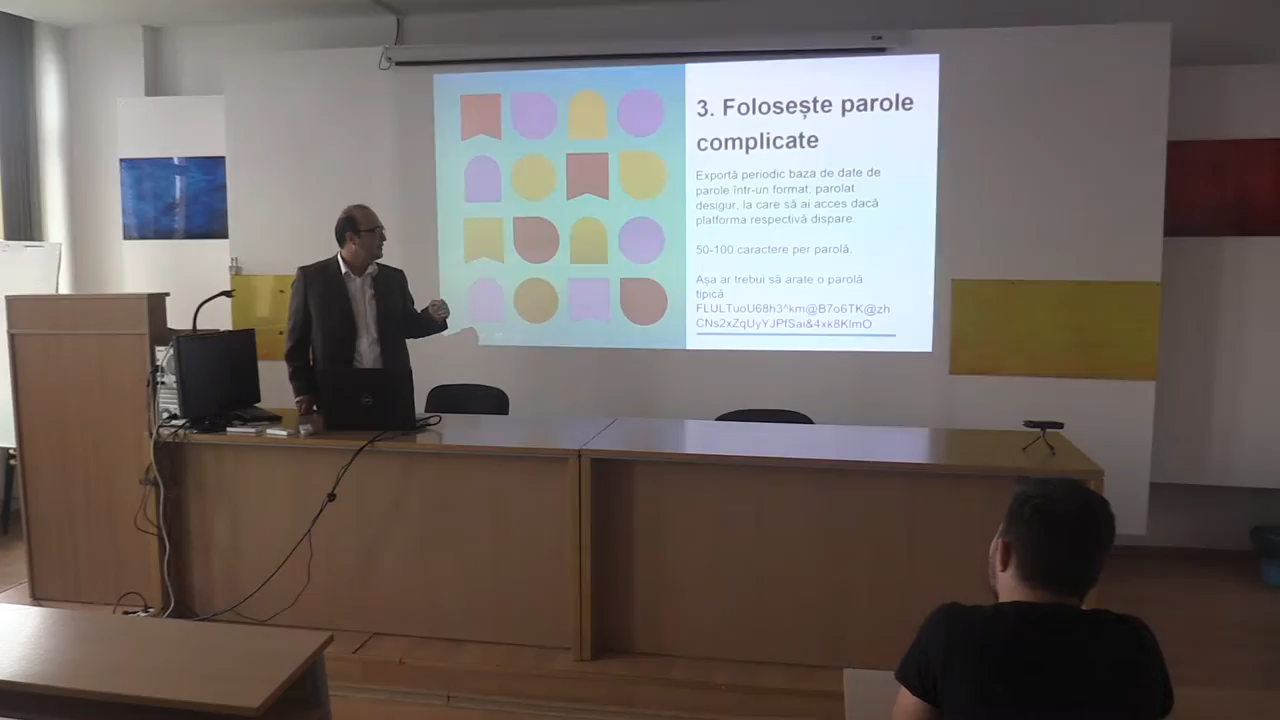 3. Folosește parole
complicate
Exportă periodic baza de date de
parole într-un format, parolat
desigur, la care să ai acces dacă
platforma respectivă dispare.
50-100 caractere per parolă.
Așa ar trebui să arate o parolă
tipică
FLULTuoU68h3^km@B7o6TK@zh
CNs2xZqUyYJPfSai&4xk8KlmO